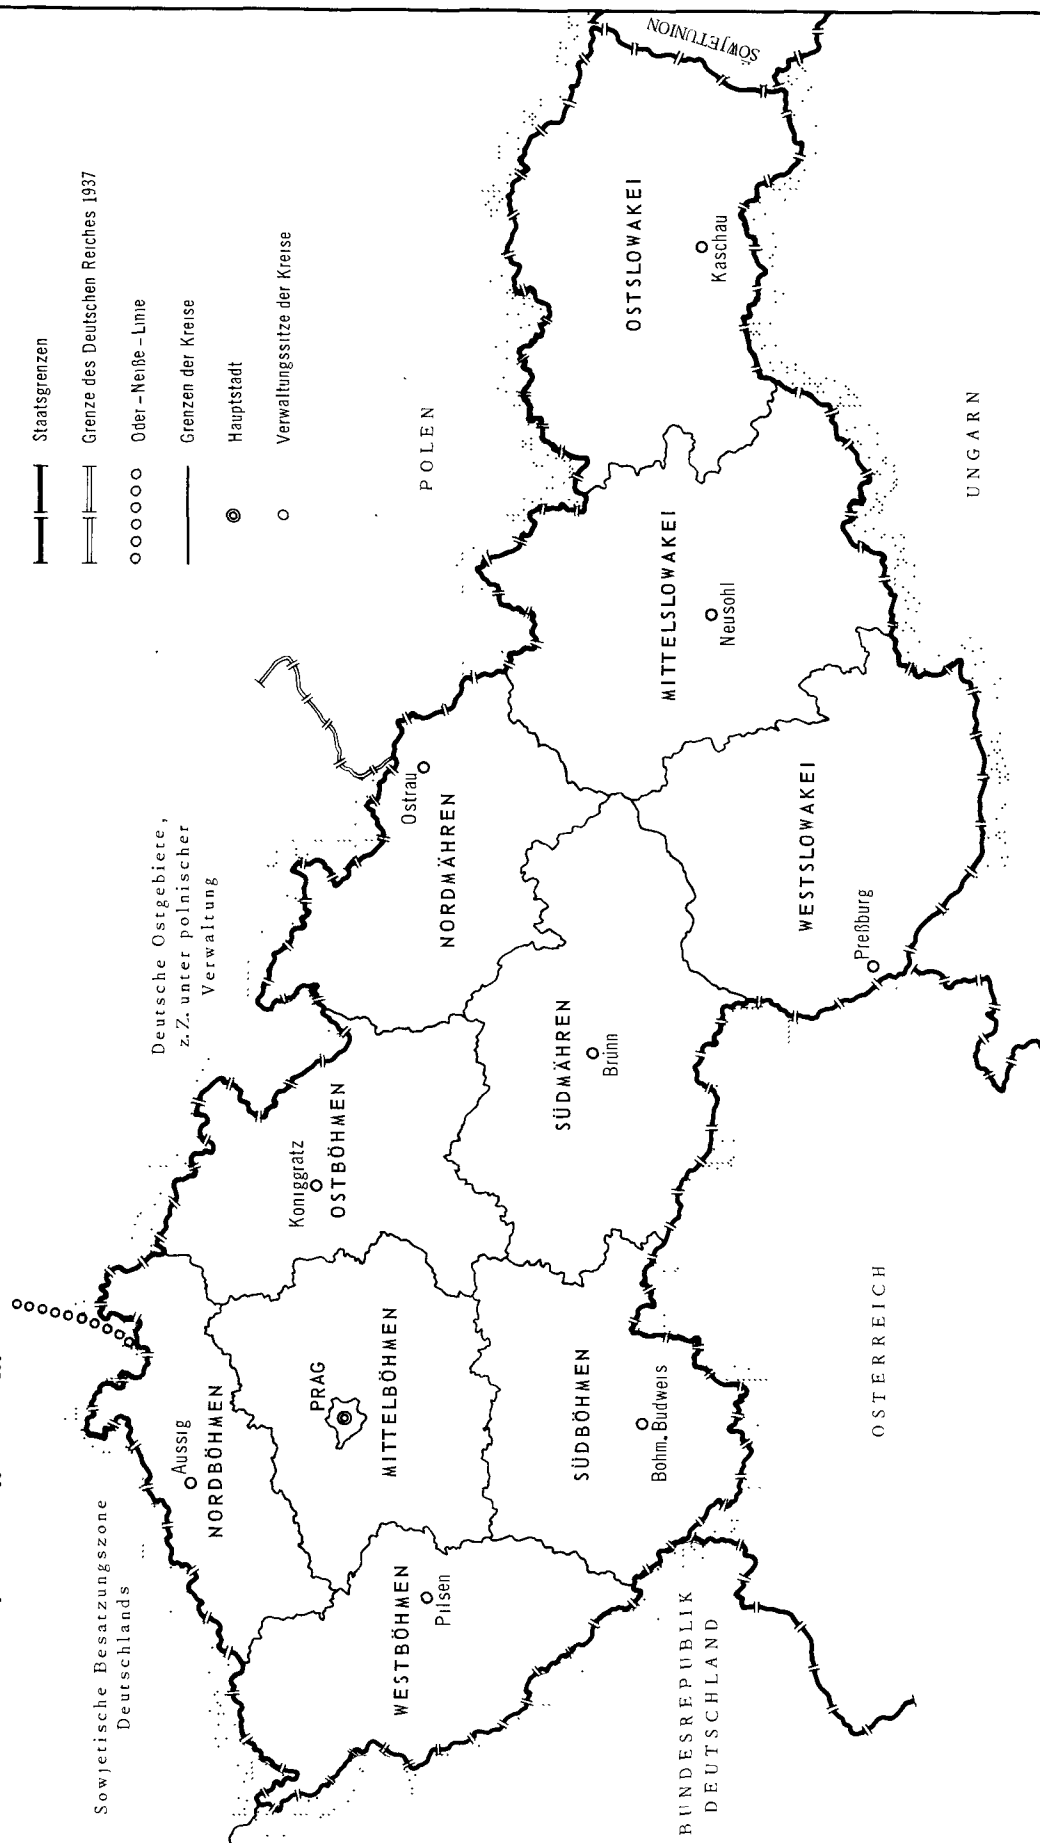 Staatsgrenzen
Grenze des Deutschen Reiches 1937
Oder-Neiße-Linie
Grenzen der Kreise
Hauptstadt
Verwaltungssitze der Kreise
Sowjetische Besatzungszone
Deutschlands
Deutsche Ostgebiete,
z.Z. unter polnischer
Verwaltung
POLEN
SOWJETUNION
UNGARN
OSTERREICH
BUNDESREPUBLIK
DEUTSCHLAND
Aussig
NORDBÖHMEN
PRAG
MITTELBÖHMEN
WESTBÖHMEN
Pilsen
SÜDBÖHMEN
Böhm. Budweis
Koniggratz
OSTBÖHMEN
SÜDMÄHREN
Brünn
Ostrau
NORDMÄHREN
WESTSLOWAKEI
Preßburg
MITTELSLOWAKEI
Neusohl
OSTSLOWAKEI
Kaschau